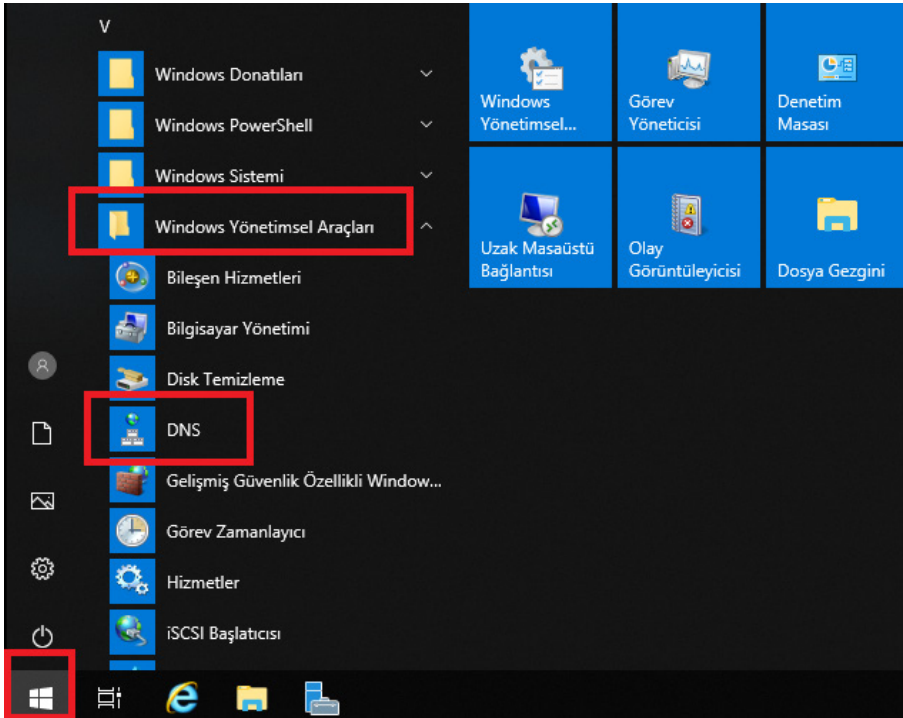 V
Windows Donatıları
Windows PowerShell
Windows Sistemi
Windows Yönetimsel Araçları
Bileşen Hizmetleri
Bilgisayar Yönetimi
Disk Temizleme
DNS
Gelişmiş Güvenlik Özellikli Window...
Görev Zamanlayıcı
Hizmetler
iSCSI Başlatıcısı
Windows
Yönetimsel...
Görev
Yöneticisi
Denetim
Masası
Uzak Masaüstü
Bağlantısı
Olay
Görüntüleyicisi
Dosya Gezgini